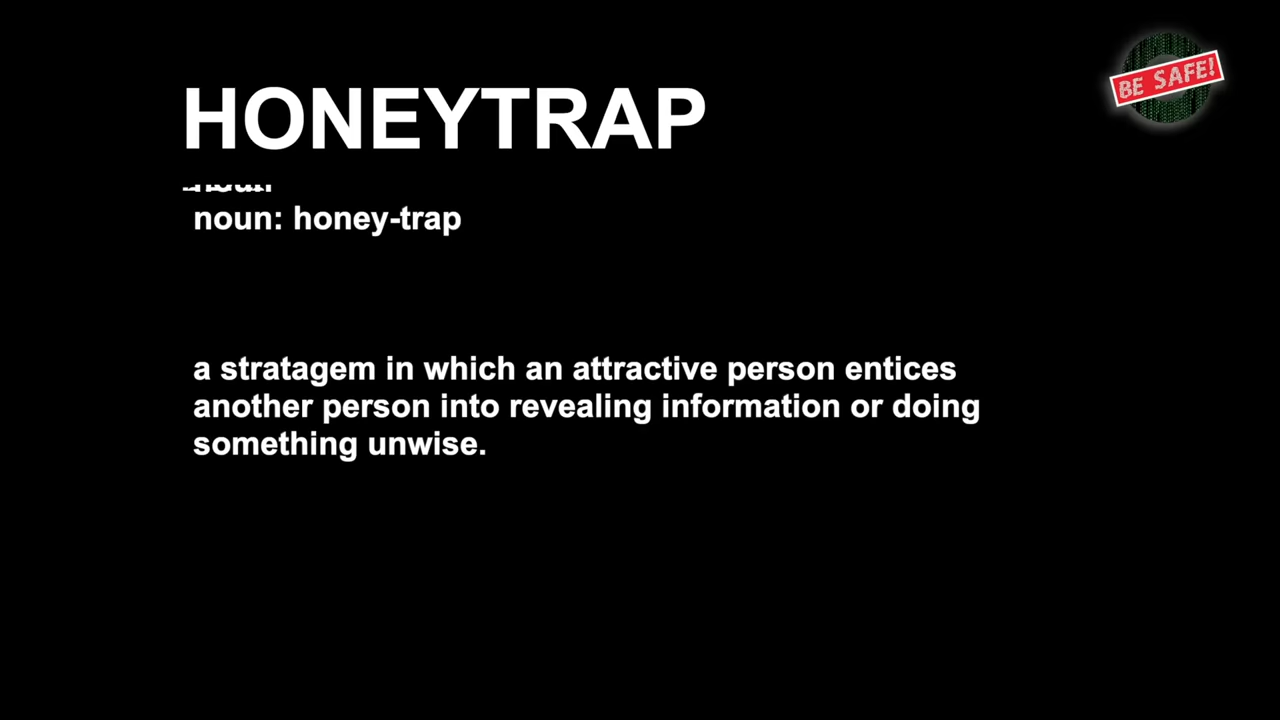 BE SAFE!
HONEYTRAP
noun
noun: honey-trap
a stratagem in which an attractive person entices
another person into revealing information or doing
something unwise.